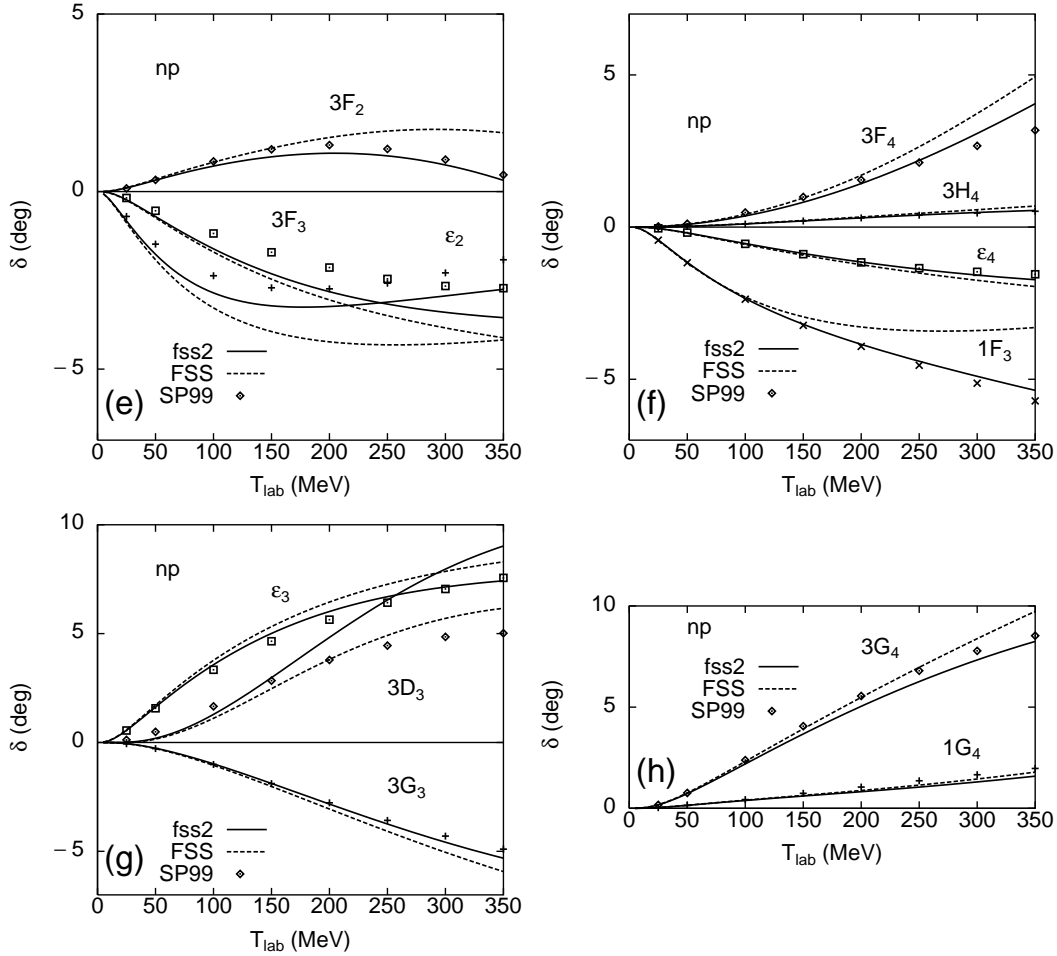 5
np
3F2
0
3F3
ε2
δ (deg)
fss2
FSS
SP99
−5
(e)
0 50 100 150 200 250 300 350
Tlab (MeV)
5
np
3F4
3H4
0
ε4
δ (deg)
fss2
FSS
SP99
1F3
−5
(f)
0 50 100 150 200 250 300 350
Tlab (MeV)
10
np
ε3
5
3D3
δ (deg)
0
3G3
fss2
FSS
SP99
−5
(g)
0 50 100 150 200 250 300 350
Tlab (MeV)
10
np
3G4
fss2
FSS
SP99
5
δ (deg)
1G4
(h)
0
0 50 100 150 200 250 300 350
Tlab (MeV)